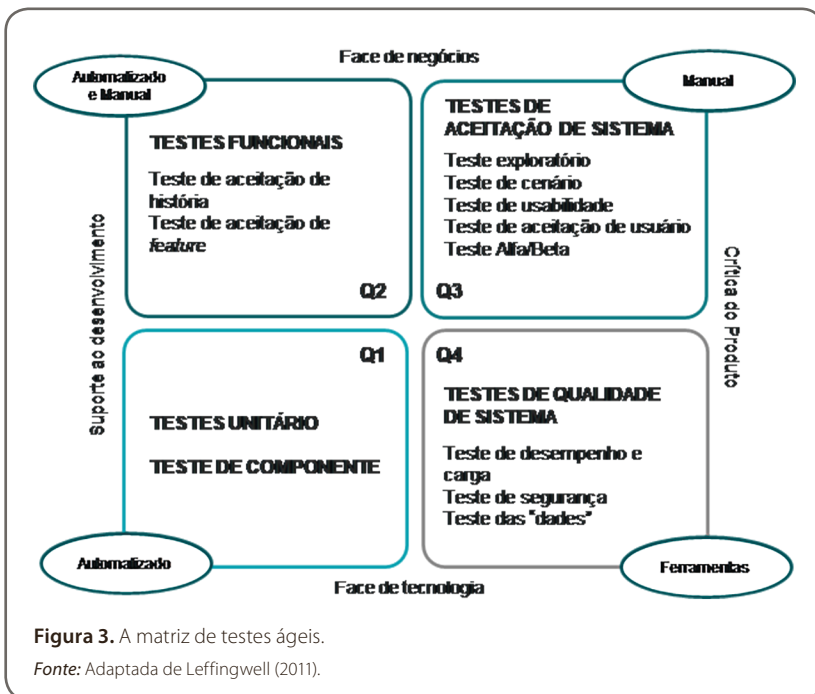 Face de negócios
Automalizado
e Manual
Manual
TESTES FUNCIONAIS
Teste de aceitação de
história
Teste de aceitação de
feature
Q2
TESTES DE
ACEITAÇÃO DE SISTEMA
Teste exploratório
Teste de cenário
Teste de usabilidade
Teste de aceitação de usuário
Teste Alfa/Beta
Q3
Suporte ao desenvolvimento
Crítica do Produto
Q1
TESTES UNITÁRIO
TESTE DE COMPONENTE
Q4
TESTES DE QUALIDADE
DE SISTEMA
Teste de desempenho e
carga
Teste de segurança
Teste das "dades"
Automalizado
Ferramentas
Face de tecnologia
Figura 3. A matriz de testes ágeis.
Fonte: Adaptada de Leffingwell (2011).